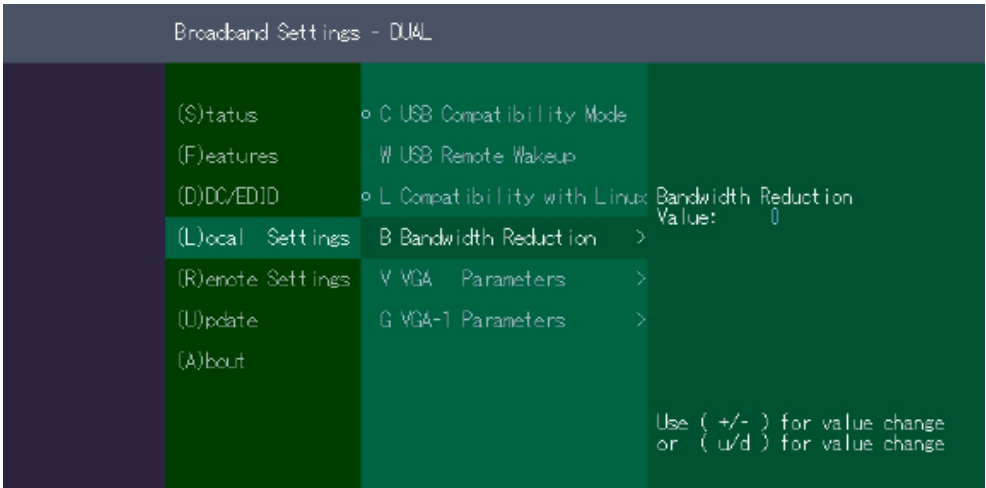 Broadband Settings - DUAL
(S)tatus
(F)eatures
(D)DC/EDID
(L)ocal Settings
(R)emote Settings
(U)pdate
(A)bout
o C USB Compatibility Mode
W USB Remote Wakeup
o L Compatibility with Linux
B Bandwidth Reduction >
V VGA Parameters >
G VGA-1 Parameters >
Bandwidth Reduction
Value: 0
Use ( +/- ) for value change
or ( u/d ) for value change